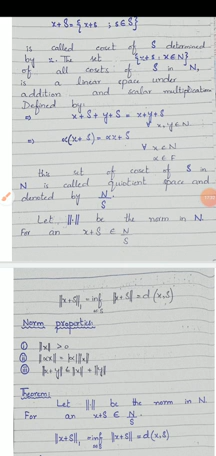 x+S = {x+s ; s∈S}
is called coset of S determined
by x. The set {x+S ; x∈N}
of all cosets of S in N,
is a linear space under
addition and scalar multiplication
Defined by:
⇒ x+S + y+S = x+y+S
∀ x,y∈N
⇒ α(x+S) = αx+S
∀ x∈N
α∈F
this set of coset of S in
N is called quotient space and
denoted by N/S
Let ‖·‖ be the norm in N.
For an x+S ∈ N/S
‖x+S‖₁ = inf ‖x+s‖ = d(x,S)
Norm properties
① ‖x‖ ≥ 0
② ‖αx‖ = |α|‖x‖
③ ‖x+y‖ ≤ ‖x‖ + ‖y‖
Theorem:
Let ‖·‖ be the norm in N.
For an x+S ∈ N/S
‖x+S‖₁ = inf ‖x+s‖ = d(x,S)